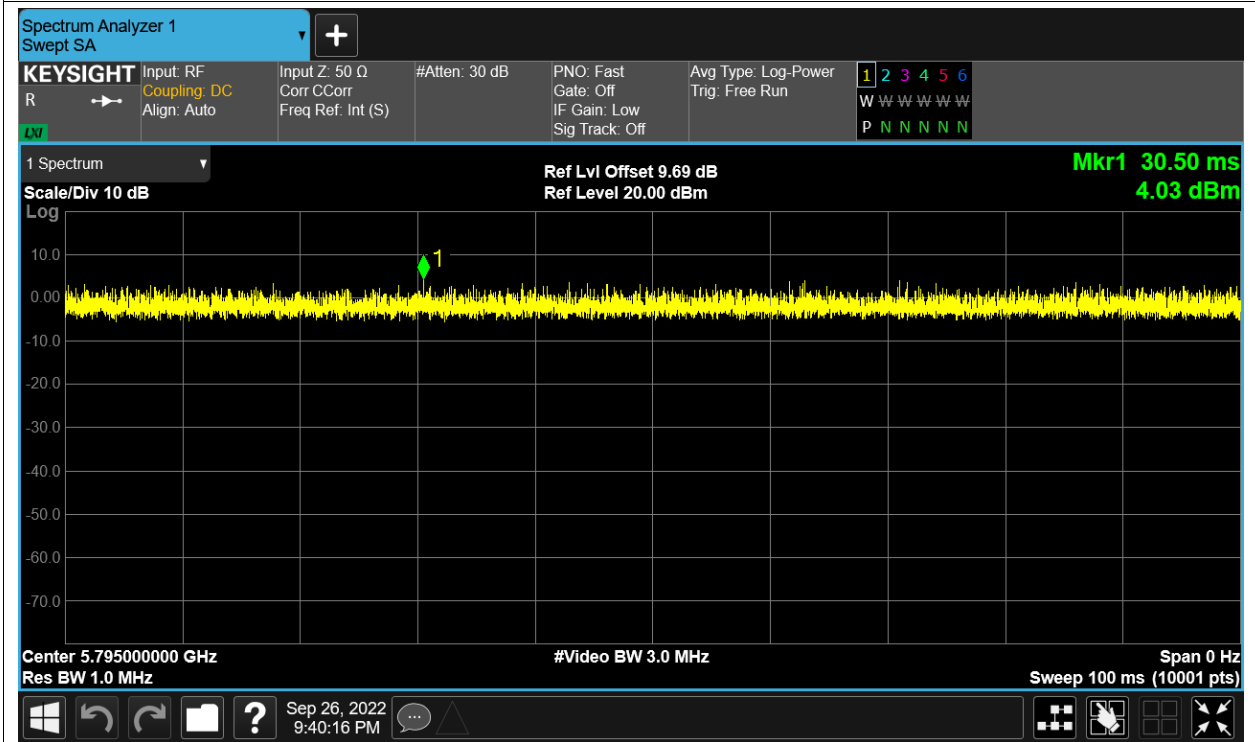 Spectrum Analyzer 1
Swept SA
+
KEYSIGHT
R
LXI
Input: RF
Coupling: DC
Align: Auto
Input Z: 50 Ω
Corr CCorr
Freq Ref: Int (S)
#Atten: 30 dB
PNO: Fast
Gate: Off
IF Gain: Low
Sig Track: Off
Avg Type: Log-Power
Trig: Free Run
1 2 3 4 5 6
W W W W W W
P N N N N N
1 Spectrum
Scale/Div 10 dB
Ref Lvl Offset 9.69 dB
Ref Level 20.00 dBm
Mkr1 30.50 ms
4.03 dBm
Log
1
10.0
0.00
-10.0
-20.0
-30.0
-40.0
-50.0
-60.0
-70.0
Center 5.795000000 GHz
Res BW 1.0 MHz
#Video BW 3.0 MHz
Span 0 Hz
Sweep 100 ms (10001 pts)
?
Sep 26, 2022
9:40:16 PM